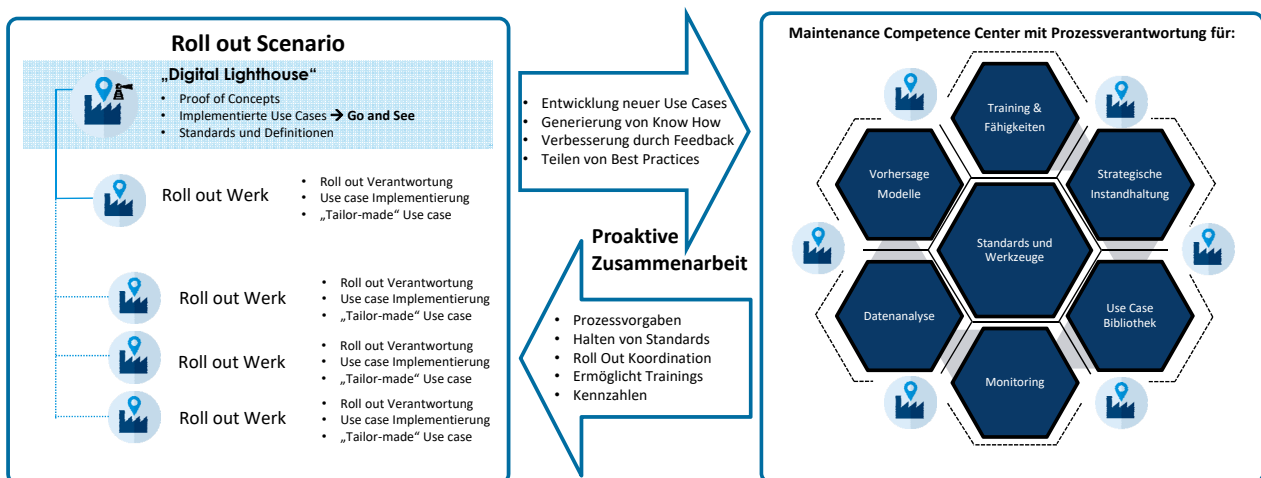 Roll out Scenario
„Digital Lighthouse“
• Proof of Concepts
• Implementierte Use Cases → Go and See
• Standards und Definitionen
Roll out Werk
• Roll out Verantwortung
• Use case Implementierung
• „Tailor-made“ Use case
Roll out Werk
• Roll out Verantwortung
• Use case Implementierung
• „Tailor-made“ Use case
Roll out Werk
• Roll out Verantwortung
• Use case Implementierung
• „Tailor-made“ Use case
Roll out Werk
• Roll out Verantwortung
• Use case Implementierung
• „Tailor-made“ Use case
• Entwicklung neuer Use Cases
• Generierung von Know How
• Verbesserung durch Feedback
• Teilen von Best Practices
Proaktive
Zusammenarbeit
• Prozessvorgaben
• Halten von Standards
• Roll Out Koordination
• Ermöglicht Trainings
• Kennzahlen
Maintenance Competence Center mit Prozessverantwortung für:
Training &
Fähigkeiten
Vorhersage
Modelle
Strategische
Instandhaltung
Standards und
Werkzeuge
Datenanalyse
Use Case
Bibliothek
Monitoring